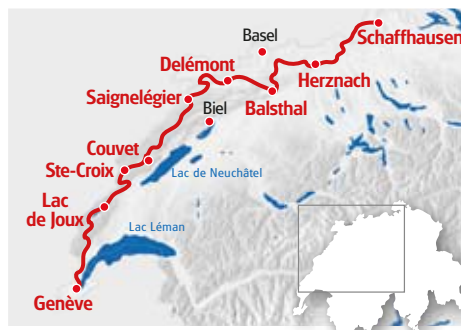 Schaffhausen
Basel
Delémont
Herznach
Saignelégier
Balsthal
Biel
Couvet
Ste-Croix
Lac de Neuchâtel
Lac
de Joux
Lac Léman
Genève